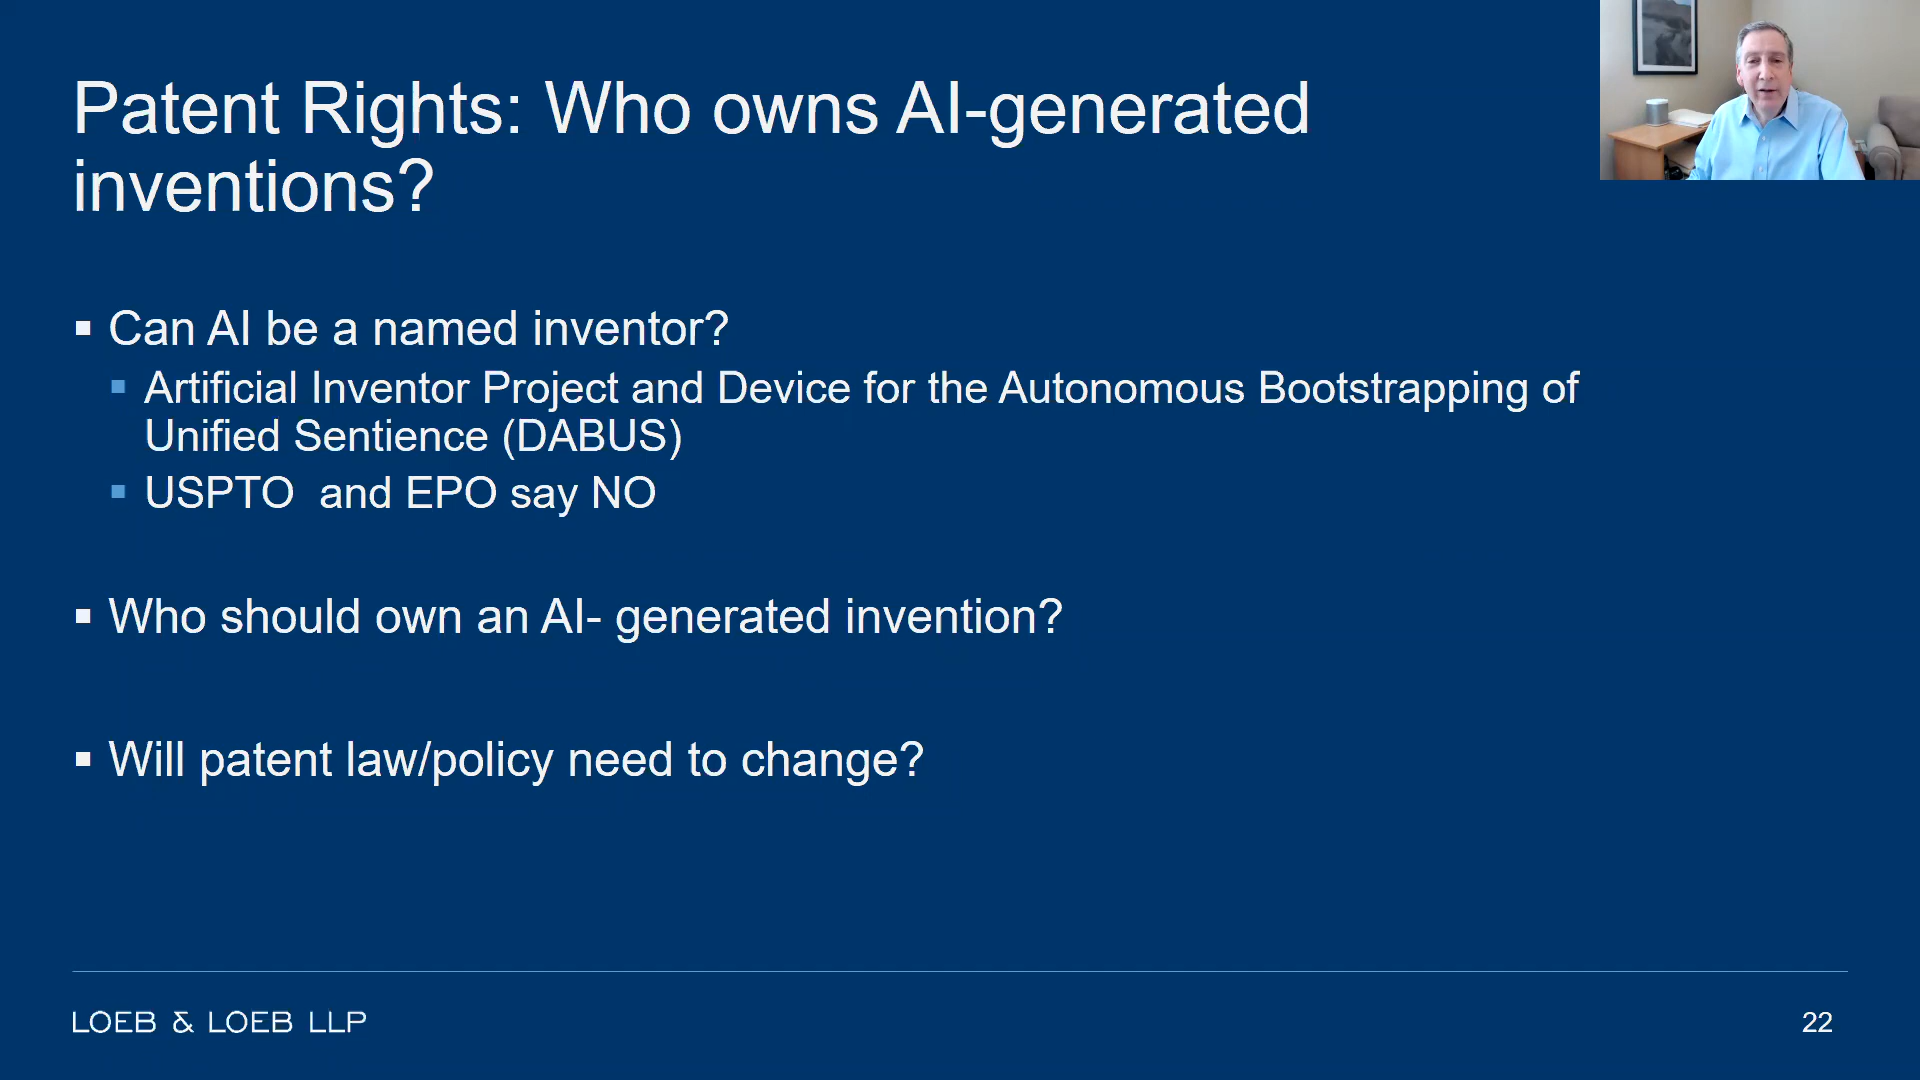 Patent Rights: Who owns AI-generated
inventions?
▪ Can AI be a named inventor?
▪ Artificial Inventor Project and Device for the Autonomous Bootstrapping of
Unified Sentience (DABUS)
▪ USPTO  and EPO say NO
▪ Who should own an AI- generated invention?
▪ Will patent law/policy need to change?
LOEB & LOEB LLP
22